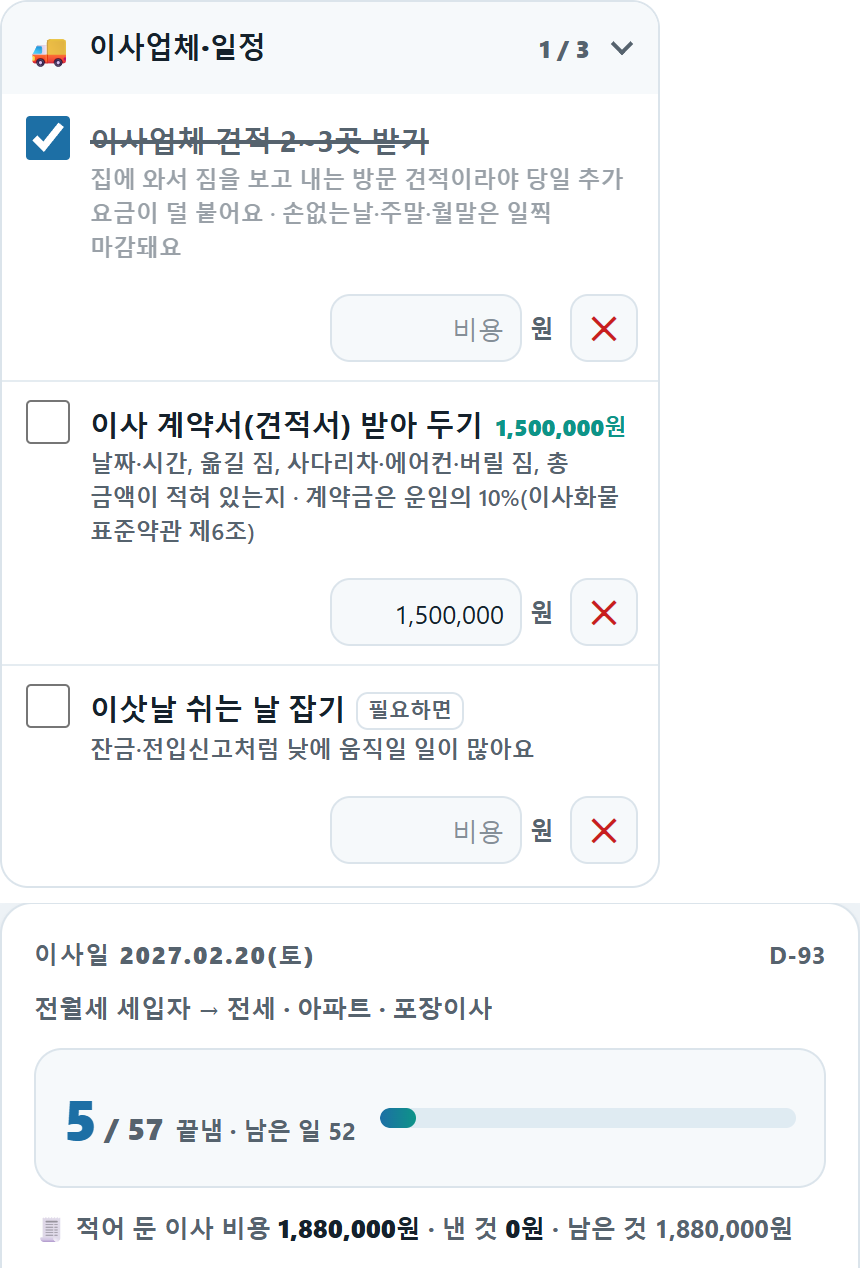 이사업체·일정 1 / 3
이사업체 견적 2~3곳 받기
집에 와서 짐을 보고 내는 방문 견적이라야 당일 추가
요금이 덜 붙어요 · 손없는날·주말·월말은 일찍
마감돼요
비용 원
이사 계약서(견적서) 받아 두기 1,500,000원
날짜·시간, 옮길 짐, 사다리차·에어컨·버릴 짐, 총
금액이 적혀 있는지 · 계약금은 운임의 10%(이사화물
표준약관 제6조)
1,500,000 원
이삿날 쉬는 날 잡기 필요하면
잔금·전입신고처럼 낮에 움직일 일이 많아요
비용 원
이사일 2027.02.20(토) D-93
전월세 세입자 → 전세 · 아파트 · 포장이사
5 / 57 끝냄 · 남은 일 52
적어 둔 이사 비용 1,880,000원 · 낸 것 0원 · 남은 것 1,880,000원